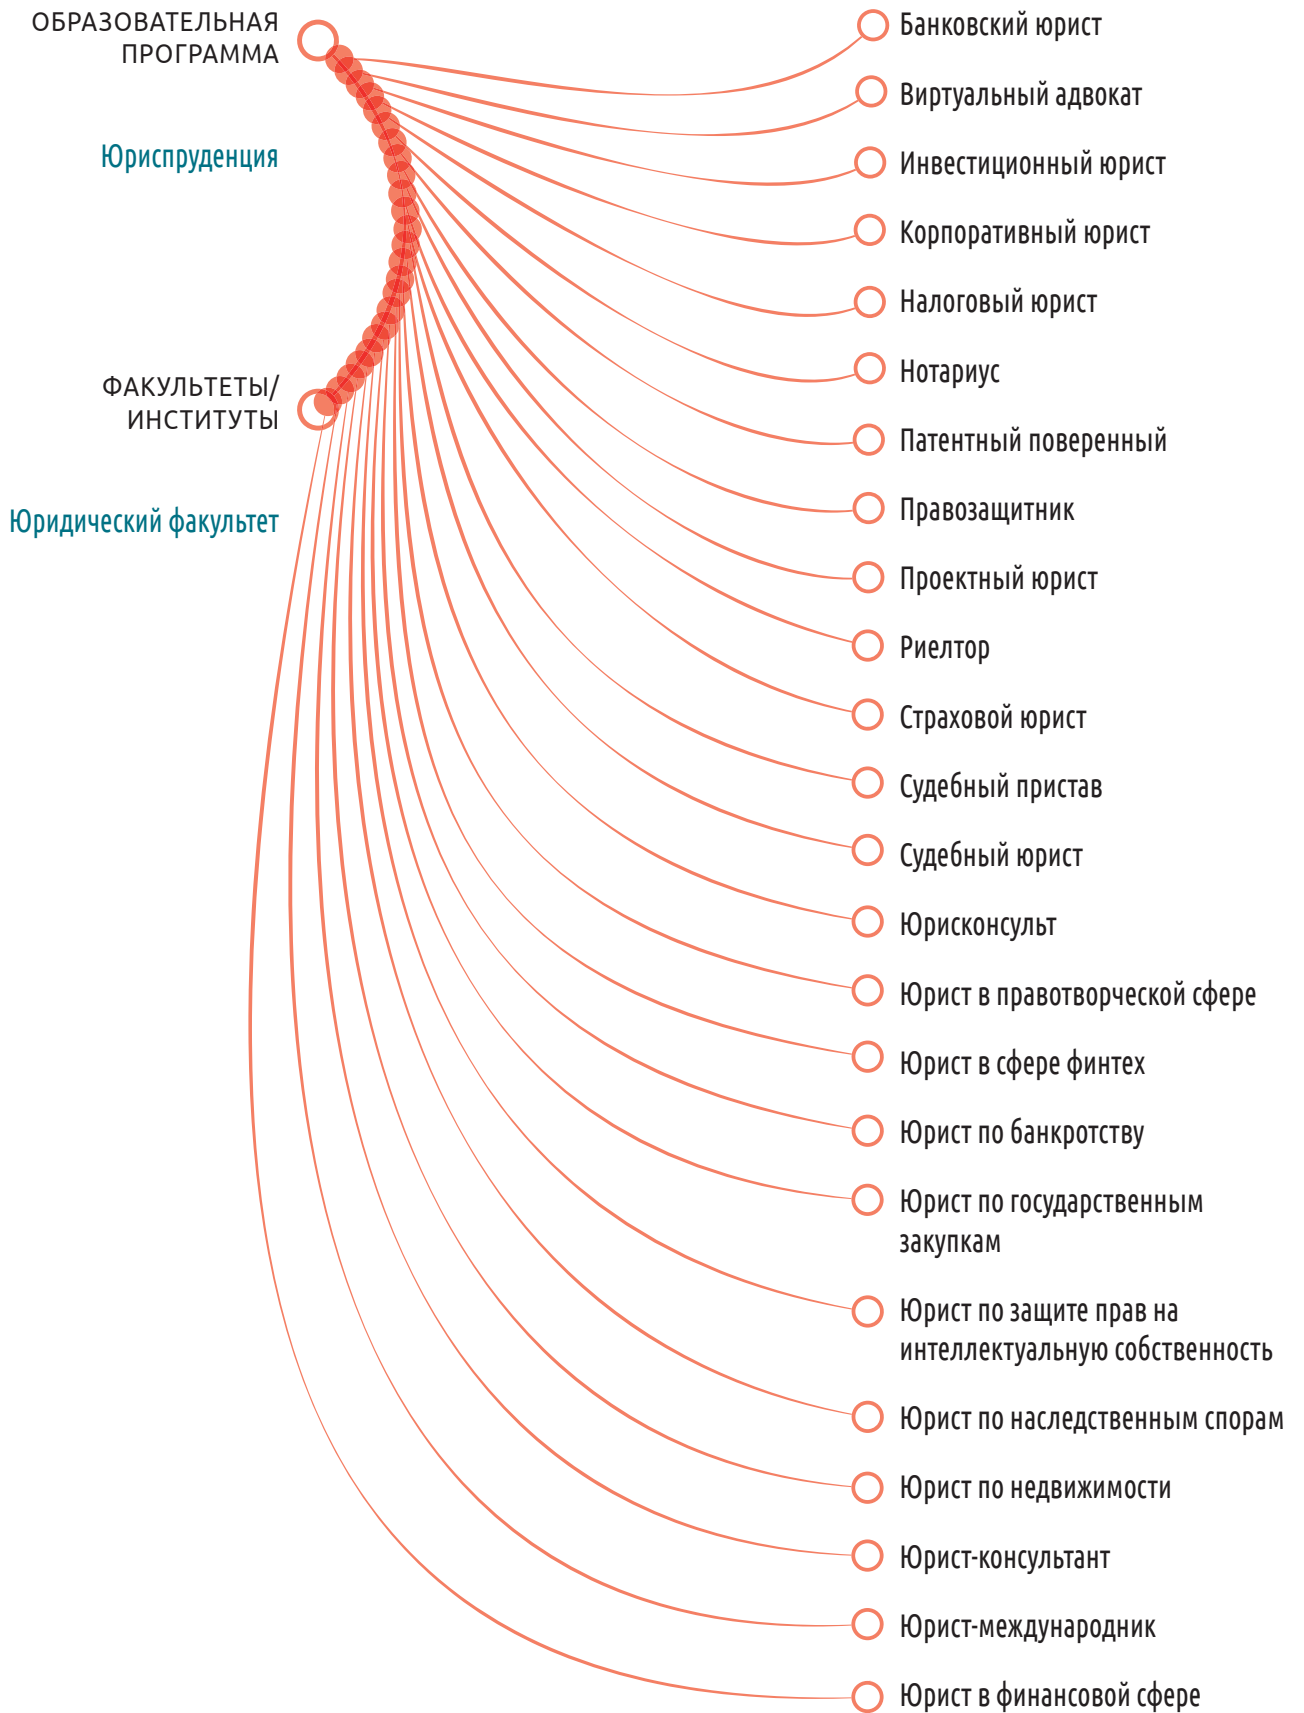 ОБРАЗОВАТЕЛЬНАЯ
ПРОГРАММА
Юриспруденция
ФАКУЛЬТЕТЫ/
ИНСТИТУТЫ
Юридический факультет
Банковский юрист
Виртуальный адвокат
Инвестиционный юрист
Корпоративный юрист
Налоговый юрист
Нотариус
Патентный поверенный
Правозащитник
Проектный юрист
Риелтор
Страховой юрист
Судебный пристав
Судебный юрист
Юрисконсульт
Юрист в правотворческой сфере
Юрист в сфере финтех
Юрист по банкротству
Юрист по государственным
закупкам
Юрист по защите прав на
интеллектуальную собственность
Юрист по наследственным спорам
Юрист по недвижимости
Юрист-консультант
Юрист-международник
Юрист в финансовой сфере